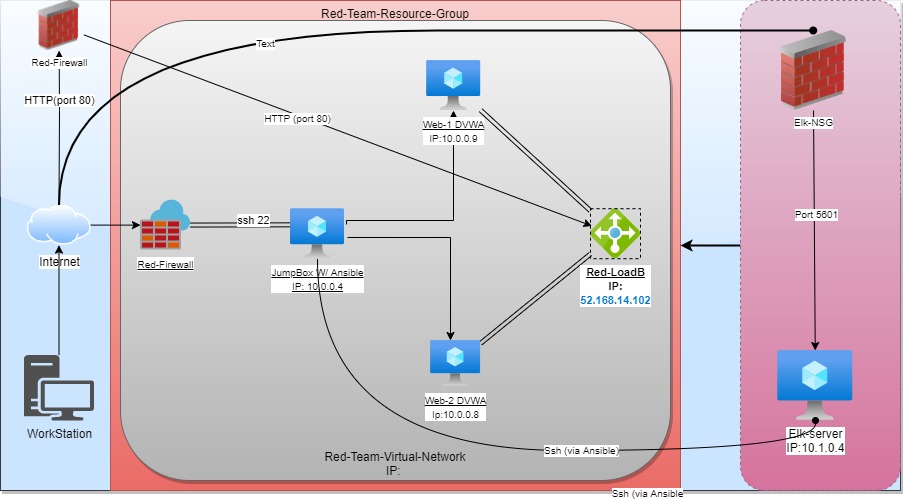 Red-Team-Resource-Group
Text
Red-Firewall
HTTP(port 80)
HTTP (port 80)
Web-1 DVWA
IP:10.0.0.9
Elk-NSG
Internet
Red-Firewall
ssh 22
JumpBox W/ Ansible
IP: 10.0.0.4
Red-LoadB
IP:
52.168.14.102
Port 5601
Web-2 DVWA
Ip:10.0.0.8
WorkStation
Elk-server
IP:10.1.0.4
Ssh (via Ansible)
Red-Team-Virtual-Network
IP:
Ssh (via Ansible